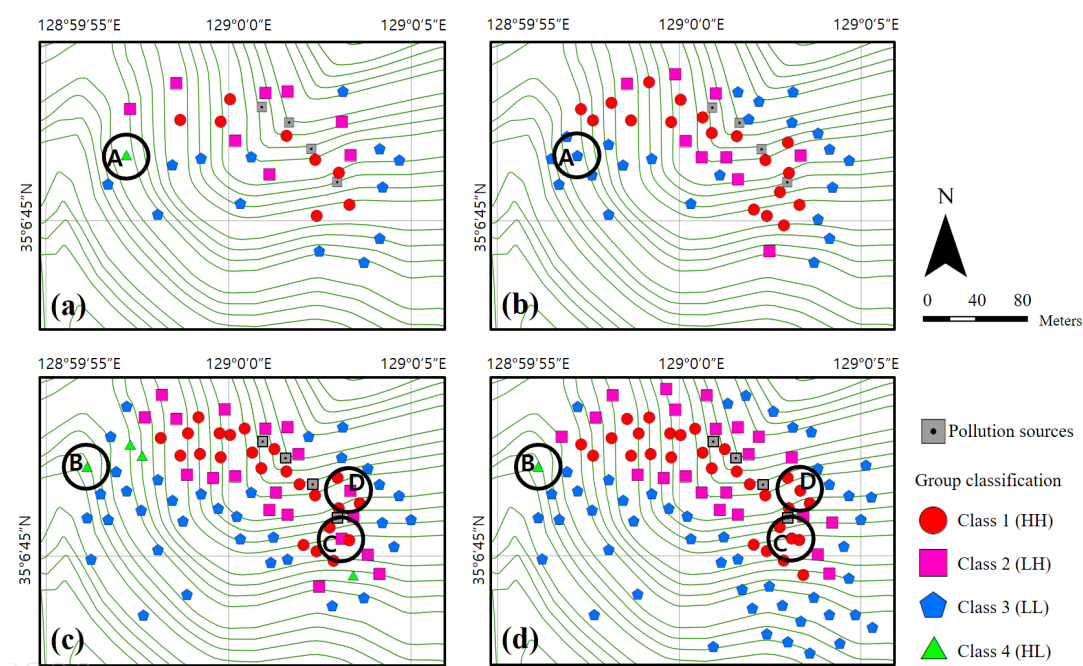 128°59'55"E 129°0'0"E 129°0'5"E
128°59'55"E 129°0'0"E 129°0'5"E
35°6'45"N
A
(a)
35°6'45"N
A
(b)
N
0 40 80
Meters
128°59'55"E 129°0'0"E 129°0'5"E
128°59'55"E 129°0'0"E 129°0'5"E
35°6'45"N
B
D
C
(c)
35°6'45"N
B
D
C
(d)
Pollution sources
Group classification
Class 1 (HH)
Class 2 (LH)
Class 3 (LL)
Class 4 (HL)